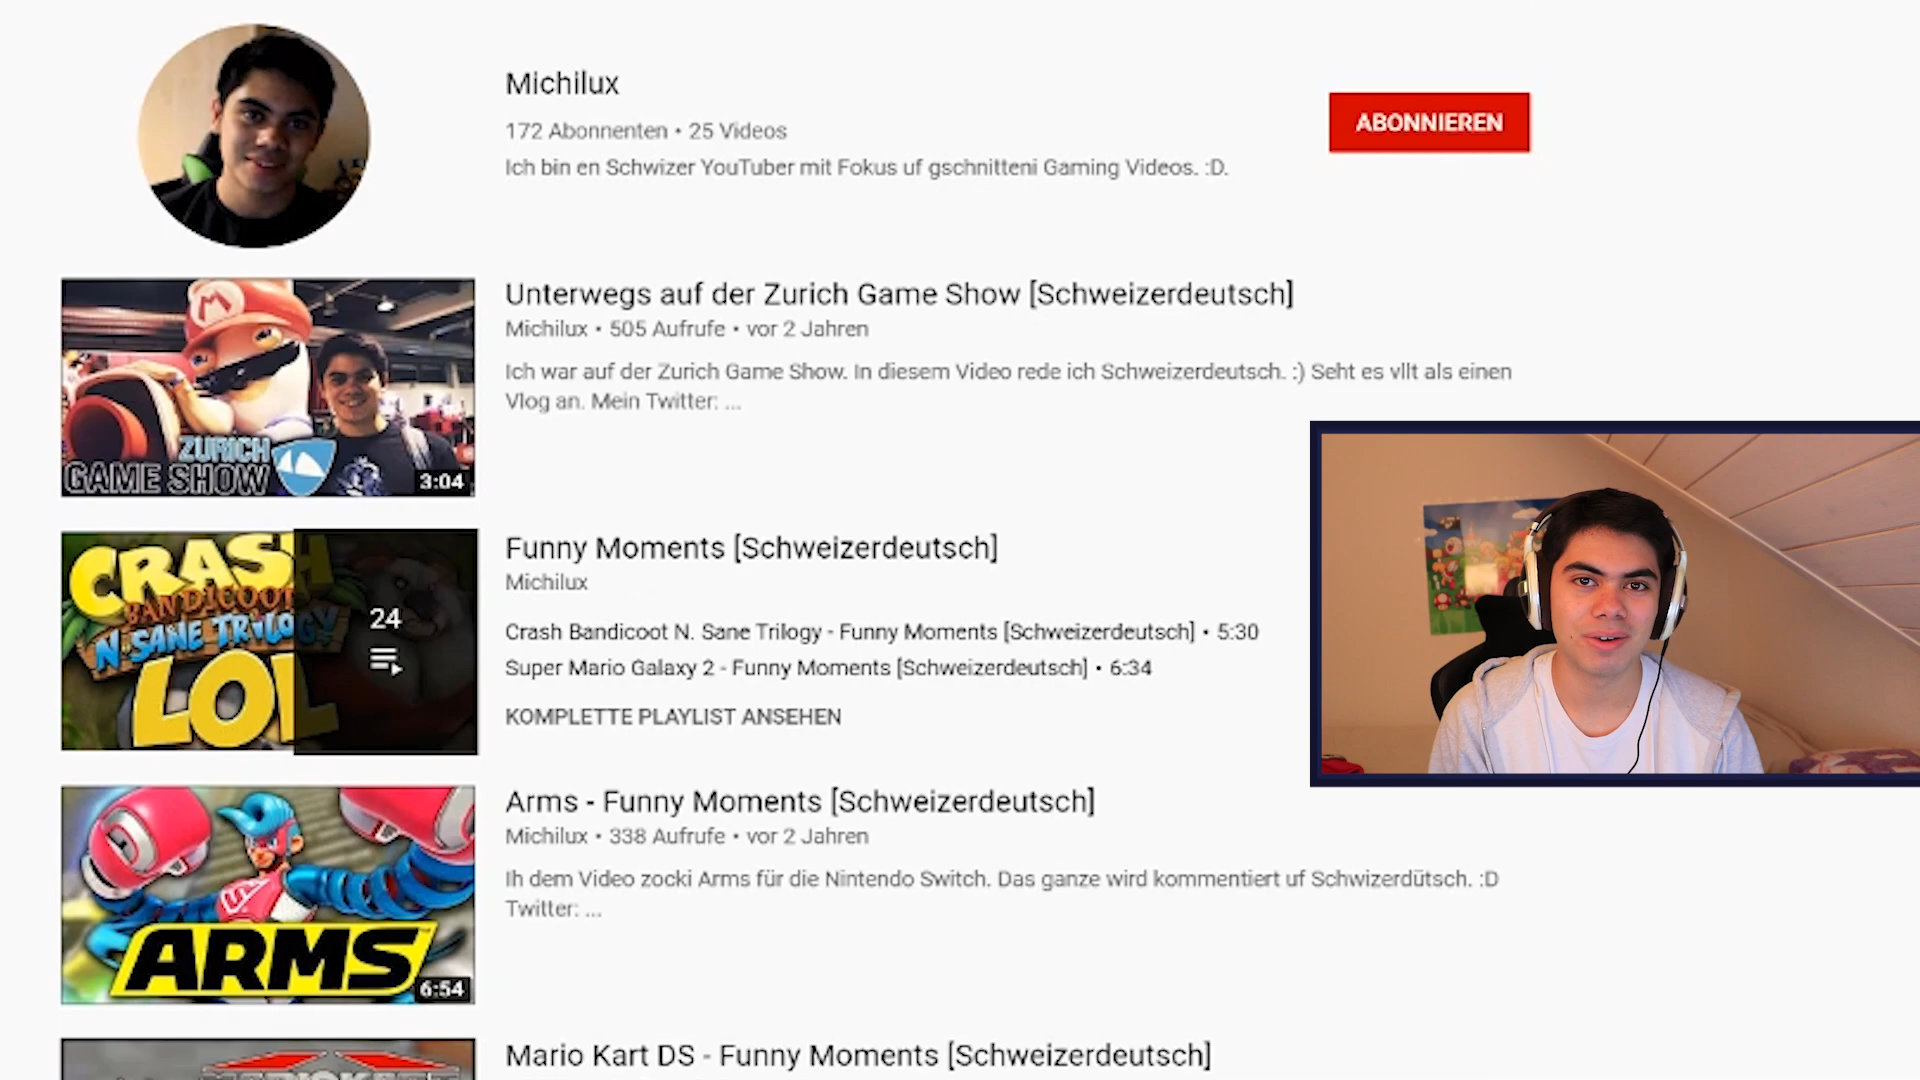 Michilux
172 Abonnenten • 25 Videos
ABONNIEREN
Ich bin en Schwizer YouTuber mit Fokus uf gschnitteni Gaming Videos. :D.
M
ZURICH
GAME SHOW
3:04
Unterwegs auf der Zurich Game Show [Schweizerdeutsch]
Michilux • 505 Aufrufe • vor 2 Jahren
Ich war auf der Zurich Game Show. In diesem Video rede ich Schweizerdeutsch. :) Seht es vllt als einen
Vlog an. Mein Twitter: ...
CRASH
BANDICOOT
N. SANE TRILOGY
LOL
24
Funny Moments [Schweizerdeutsch]
Michilux
Crash Bandicoot N. Sane Trilogy - Funny Moments [Schweizerdeutsch] • 5:30
Super Mario Galaxy 2 - Funny Moments [Schweizerdeutsch] • 6:34
KOMPLETTE PLAYLIST ANSEHEN
ARMS
6:54
Arms - Funny Moments [Schweizerdeutsch]
Michilux • 338 Aufrufe • vor 2 Jahren
Ih dem Video zocki Arms für die Nintendo Switch. Das ganze wird kommentiert uf Schwizerdütsch. :D
Twitter: ...
Mario Kart DS - Funny Moments [Schweizerdeutsch]